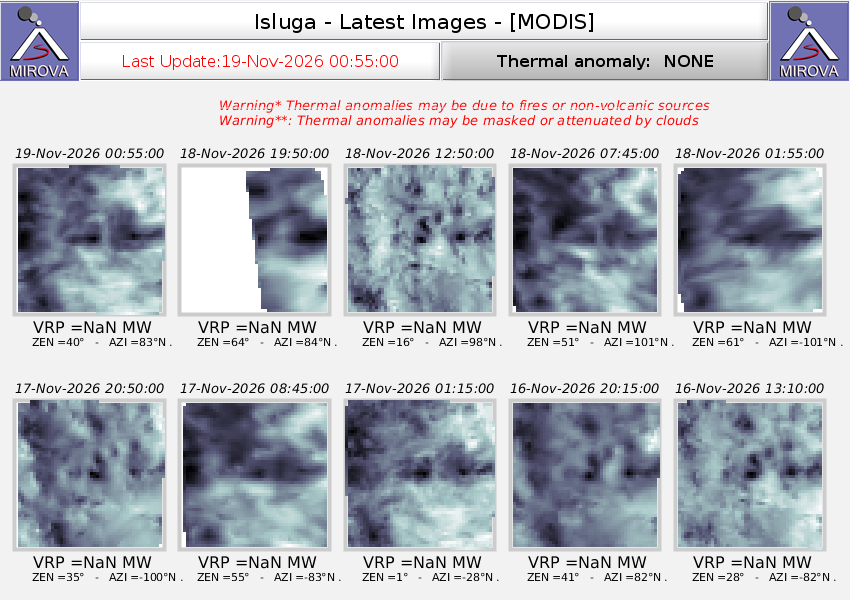 Isluga - Latest Images - [MODIS]
MIROVA
Last Update:19-Nov-2026 00:55:00
Thermal anomaly: NONE
MIROVA
Warning* Thermal anomalies may be due to fires or non-volcanic sources
Warning**: Thermal anomalies may be masked or attenuated by clouds
19-Nov-2026 00:55:00 18-Nov-2026 19:50:00 18-Nov-2026 12:50:00 18-Nov-2026 07:45:00 18-Nov-2026 01:55:00
VRP =NaN MW VRP =NaN MW VRP =NaN MW VRP =NaN MW VRP =NaN MW
ZEN =40° - AZI =83°N . ZEN =64° - AZI =84°N . ZEN =16° - AZI =98°N . ZEN =51° - AZI =101°N . ZEN =61° - AZI =-101°N .
17-Nov-2026 20:50:00 17-Nov-2026 08:45:00 17-Nov-2026 01:15:00 16-Nov-2026 20:15:00 16-Nov-2026 13:10:00
VRP =NaN MW VRP =NaN MW VRP =NaN MW VRP =NaN MW VRP =NaN MW
ZEN =35° - AZI =-100°N . ZEN =55° - AZI =-83°N . ZEN =1° - AZI =-28°N . ZEN =41° - AZI =82°N . ZEN =28° - AZI =-82°N .